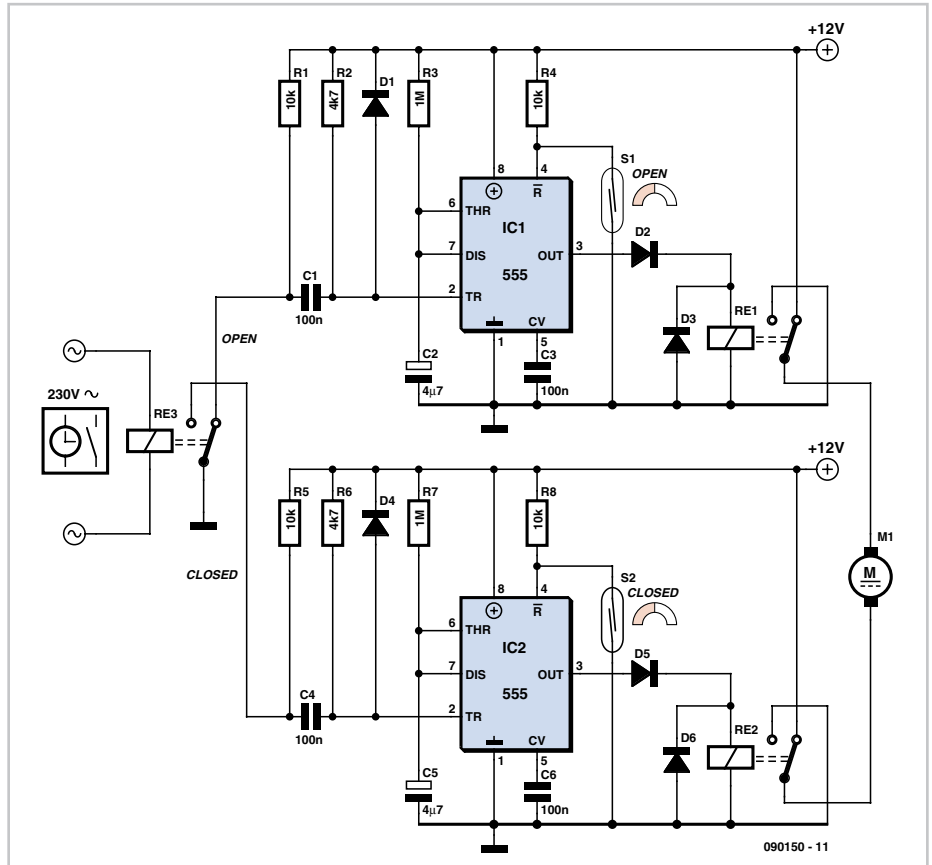 +12V
R1 R2 D1 R3 R4
10k 4k7 1M 10k
8 4
R
S1
OPEN
6 THR
IC1
7 DIS OUT 3
D2
555
C1
2 TR
100n
OPEN
CV
1 5
D3
RE1
C2 C3
4µ7 100n
230V ~
RE3
+12V
R5 R6 D4 R7 R8
10k 4k7 1M 10k
M1
M
CLOSED
8 4
R
S2
CLOSED
6 THR
IC2
7 DIS OUT 3
D5
555
C4
2 TR
100n
CV
1 5
D6
RE2
C5 C6
4µ7 100n
090150 - 11